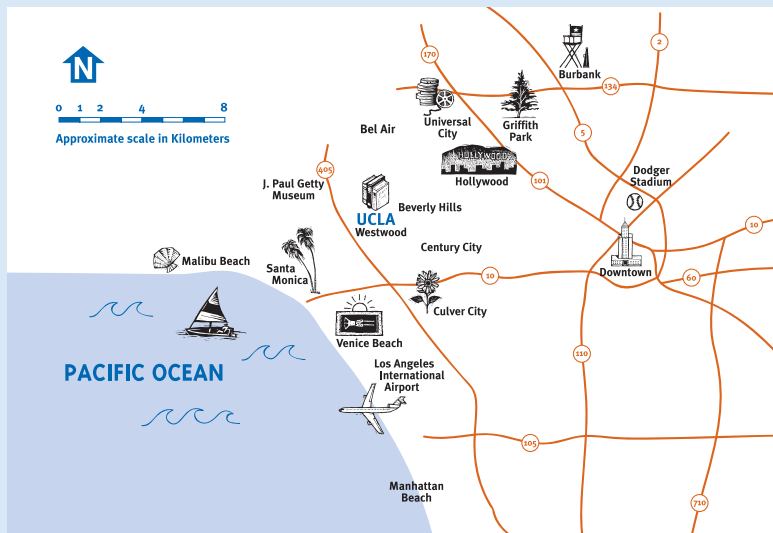 N
0 1 2 4 8
Approximate scale in Kilometers
170
2
Burbank
134
Universal
City
Griffith
Park
5
Bel Air
HOLLYWOOD
Hollywood
101
405
J. Paul Getty
Museum
Dodger
Stadium
UCLA
Westwood
Beverly Hills
10
Century City
Malibu Beach
Santa
Monica
10
Downtown
60
Culver City
Venice Beach
110
Los Angeles
International
Airport
PACIFIC OCEAN
105
Manhattan
Beach
710